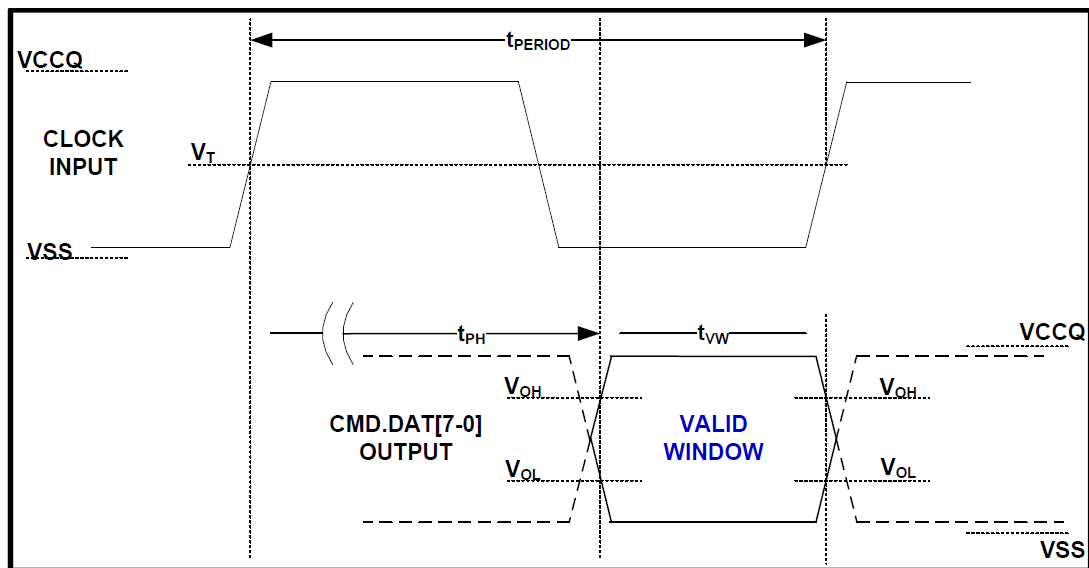 tPERIOD
VCCQ
CLOCK
INPUT
VT
VSS
tPH
tVW
VCCQ
VOH
VOH
CMD.DAT[7-0]
OUTPUT
VALID
WINDOW
VOL
VOL
VSS